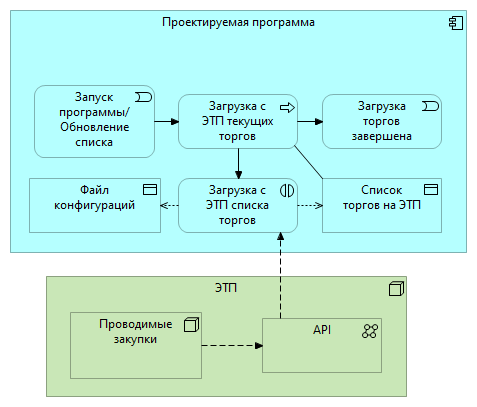 Проектируемая программа
Запуск
программы/
Обновление
списка
Загрузка с
ЭТП текущих
торгов
Загрузка
торгов
завершена
Файл
конфигураций
Загрузка с
ЭТП списка
торгов
Список
торгов на ЭТП
ЭТП
Проводимые
закупки
API